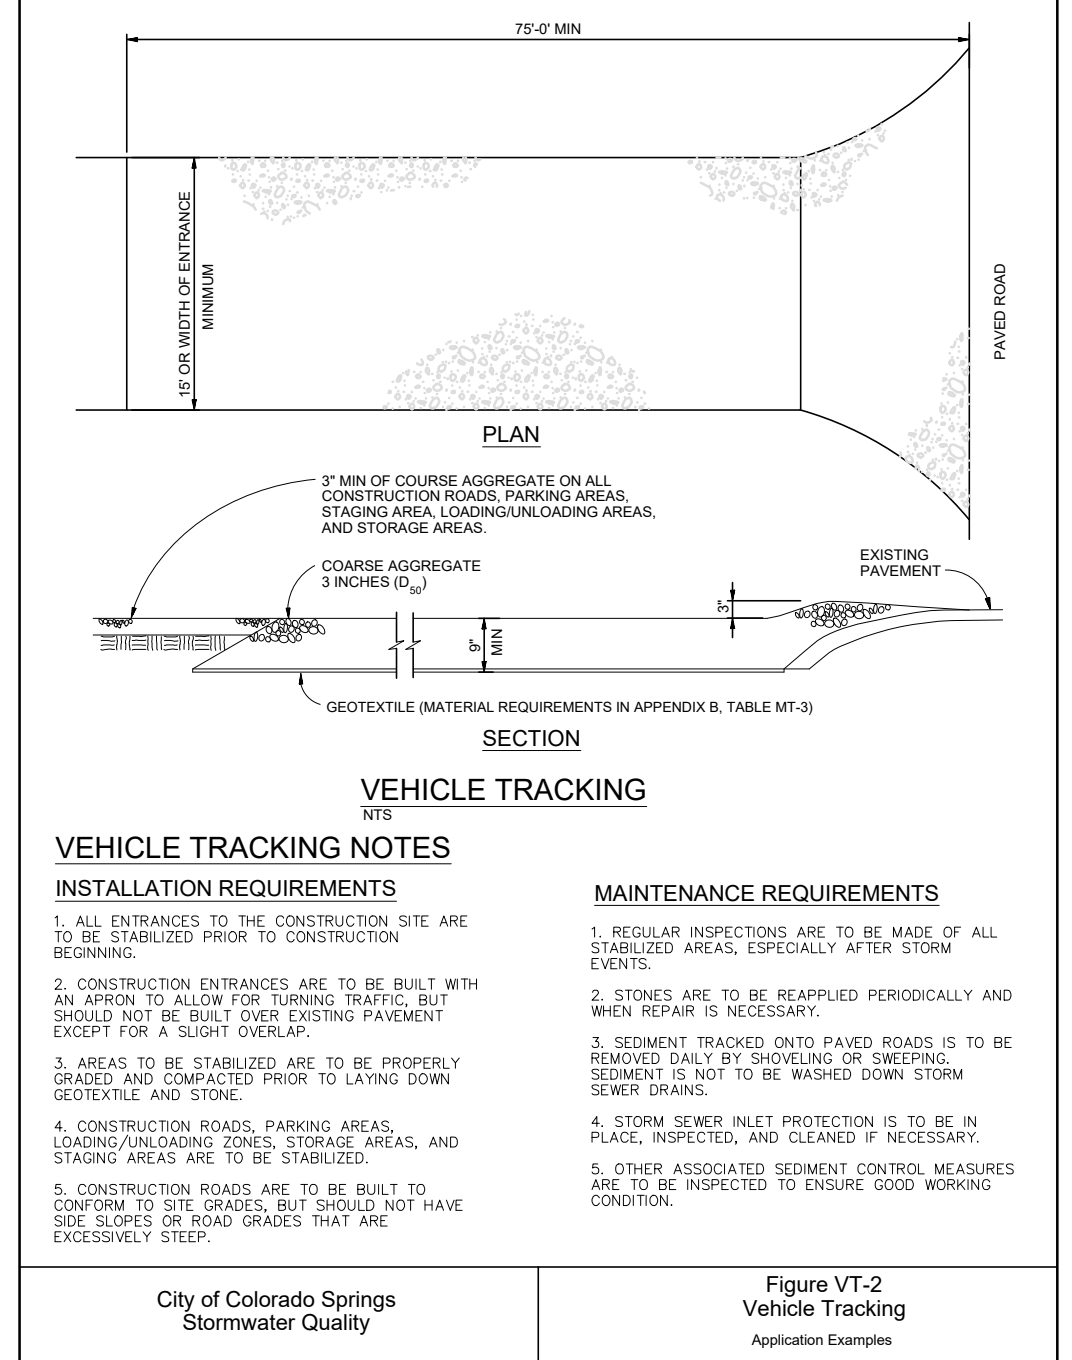 75'-0' MIN
15' OR WIDTH OF ENTRANCE
MINIMUM
PAVED ROAD
PLAN
3" MIN OF COURSE AGGREGATE ON ALL
CONSTRUCTION ROADS, PARKING AREAS,
STAGING AREA, LOADING/UNLOADING AREAS,
AND STORAGE AREAS.
COARSE AGGREGATE
3 INCHES (D50)
EXISTING
PAVEMENT
3"
9"
MIN
GEOTEXTILE (MATERIAL REQUIREMENTS IN APPENDIX B, TABLE MT-3)
SECTION
VEHICLE TRACKING
NTS
VEHICLE TRACKING NOTES
INSTALLATION REQUIREMENTS
1. ALL ENTRANCES TO THE CONSTRUCTION SITE ARE
TO BE STABILIZED PRIOR TO CONSTRUCTION
BEGINNING.
2. CONSTRUCTION ENTRANCES ARE TO BE BUILT WITH
AN APRON TO ALLOW FOR TURNING TRAFFIC, BUT
SHOULD NOT BE BUILT OVER EXISTING PAVEMENT
EXCEPT FOR A SLIGHT OVERLAP.
3. AREAS TO BE STABILIZED ARE TO BE PROPERLY
GRADED AND COMPACTED PRIOR TO LAYING DOWN
GEOTEXTILE AND STONE.
4. CONSTRUCTION ROADS, PARKING AREAS,
LOADING/UNLOADING ZONES, STORAGE AREAS, AND
STAGING AREAS ARE TO BE STABILIZED.
5. CONSTRUCTION ROADS ARE TO BE BUILT TO
CONFORM TO SITE GRADES, BUT SHOULD NOT HAVE
SIDE SLOPES OR ROAD GRADES THAT ARE
EXCESSIVELY STEEP.
MAINTENANCE REQUIREMENTS
1. REGULAR INSPECTIONS ARE TO BE MADE OF ALL
STABILIZED AREAS, ESPECIALLY AFTER STORM
EVENTS.
2. STONES ARE TO BE REAPPLIED PERIODICALLY AND
WHEN REPAIR IS NECESSARY.
3. SEDIMENT TRACKED ONTO PAVED ROADS IS TO BE
REMOVED DAILY BY SHOVELING OR SWEEPING.
SEDIMENT IS NOT TO BE WASHED DOWN STORM
SEWER DRAINS.
4. STORM SEWER INLET PROTECTION IS TO BE IN
PLACE, INSPECTED, AND CLEANED IF NECESSARY.
5. OTHER ASSOCIATED SEDIMENT CONTROL MEASURES
ARE TO BE INSPECTED TO ENSURE GOOD WORKING
CONDITION.
City of Colorado Springs
Stormwater Quality
Figure VT-2
Vehicle Tracking
Application Examples